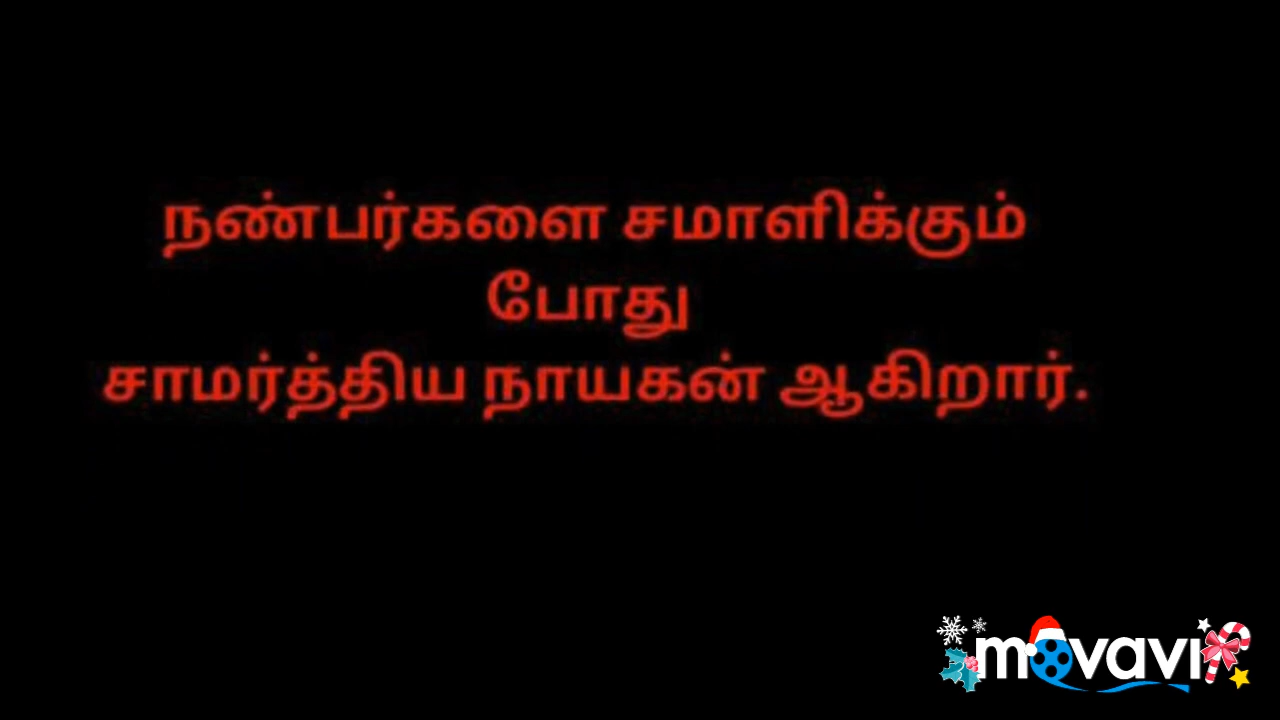 நண்பர்களை சமாளிக்கும்
போது
சாமர்த்திய நாயகன் ஆகிறார்.
movavi